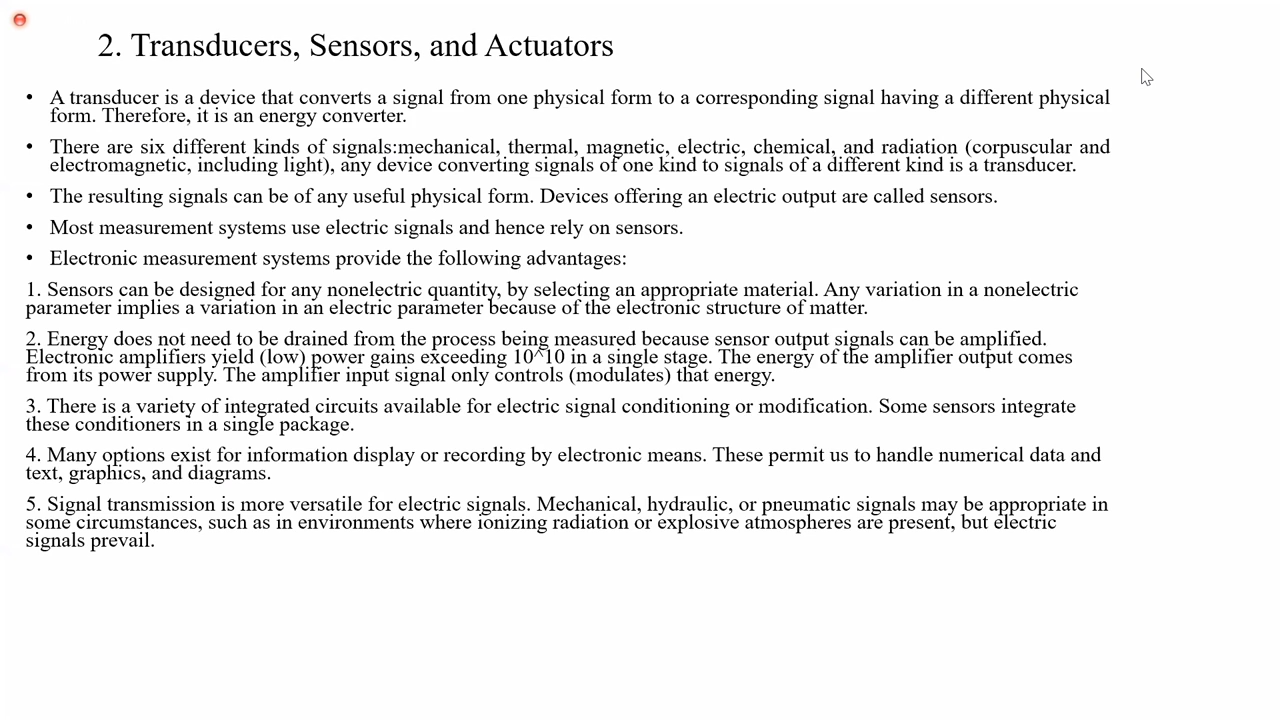 2. Transducers, Sensors, and Actuators
• A transducer is a device that converts a signal from one physical form to a corresponding signal having a different physical
form. Therefore, it is an energy converter.
• There are six different kinds of signals:mechanical, thermal, magnetic, electric, chemical, and radiation (corpuscular and
electromagnetic, including light), any device converting signals of one kind to signals of a different kind is a transducer.
• The resulting signals can be of any useful physical form. Devices offering an electric output are called sensors.
• Most measurement systems use electric signals and hence rely on sensors.
• Electronic measurement systems provide the following advantages:
1. Sensors can be designed for any nonelectric quantity, by selecting an appropriate material. Any variation in a nonelectric
parameter implies a variation in an electric parameter because of the electronic structure of matter.
2. Energy does not need to be drained from the process being measured because sensor output signals can be amplified.
Electronic amplifiers yield (low) power gains exceeding 10^10 in a single stage. The energy of the amplifier output comes
from its power supply. The amplifier input signal only controls (modulates) that energy.
3. There is a variety of integrated circuits available for electric signal conditioning or modification. Some sensors integrate
these conditioners in a single package.
4. Many options exist for information display or recording by electronic means. These permit us to handle numerical data and
text, graphics, and diagrams.
5. Signal transmission is more versatile for electric signals. Mechanical, hydraulic, or pneumatic signals may be appropriate in
some circumstances, such as in environments where ionizing radiation or explosive atmospheres are present, but electric
signals prevail.